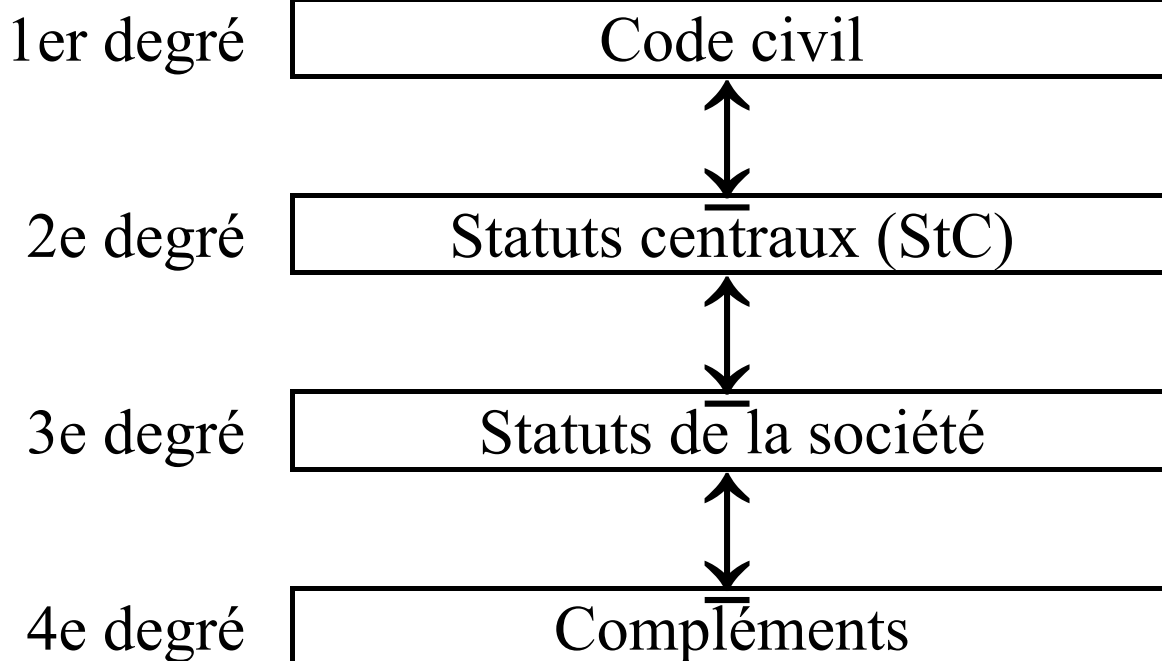 1er degré Code civil
2e degré Statuts centraux (StC)
3e degré Statuts de la société
4e degré Compléments